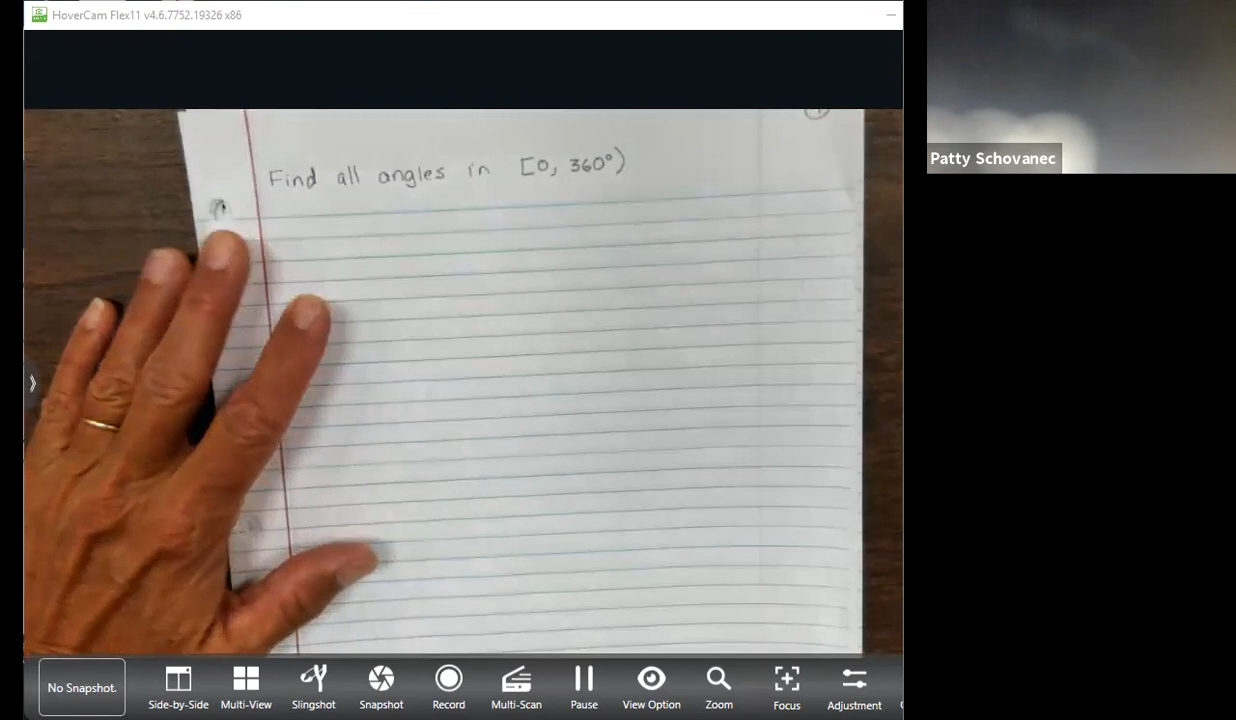 HoverCam Flex11 v4.6.7752.19326 x86
Find all angles in [0, 360°)
Patty Schovanec
No Snapshot.
Side-by-Side
Multi-View
Slingshot
Snapshot
Record
Multi-Scan
Pause
View Option
Zoom
Focus
Adjustment